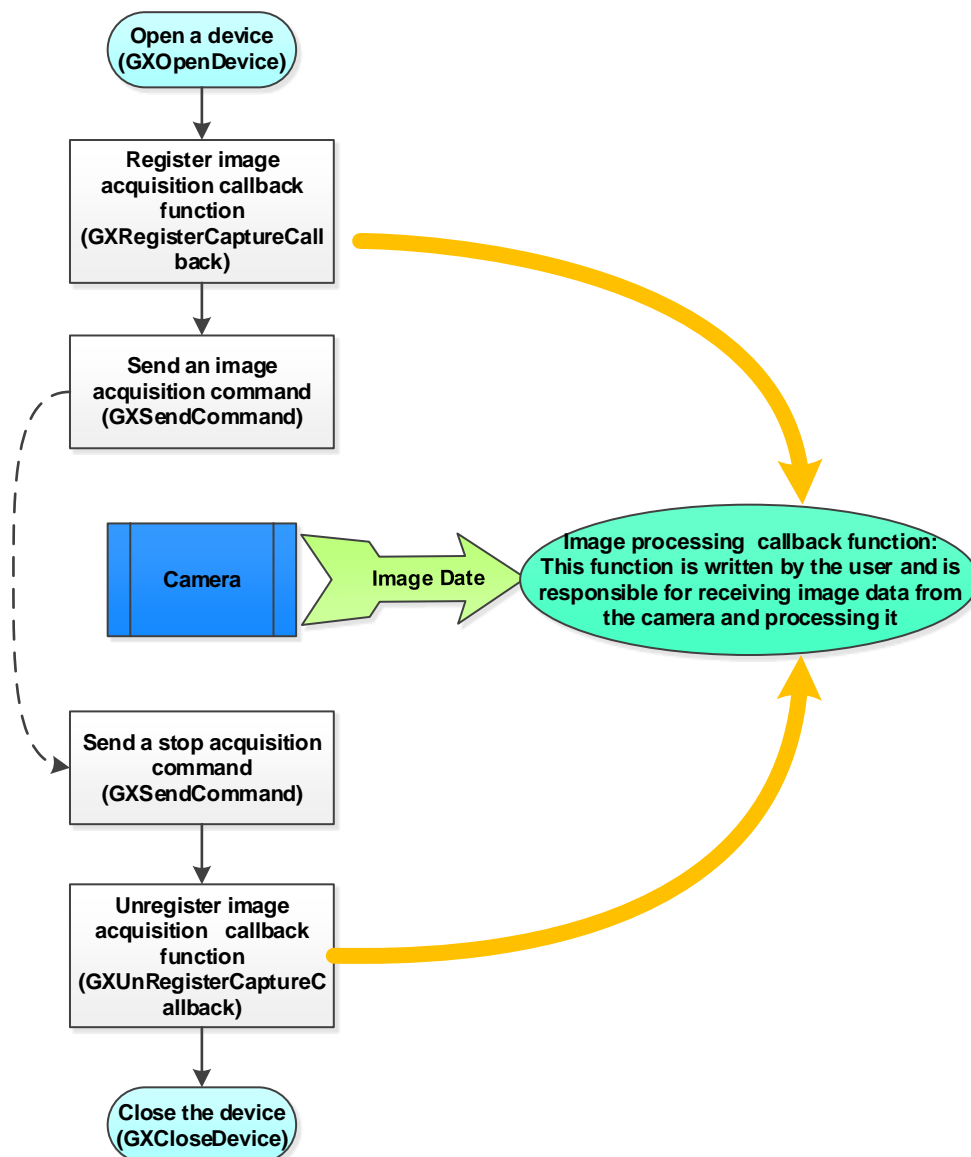 Open a device
(GXOpenDevice)
Register image
acquisition callback
function
(GXRegisterCaptureCall
back)
Send an image
acquisition command
(GXSendCommand)
Camera
Image Date
Image processing  callback function:
This function is written by the user and is
responsible for receiving image data from
the camera and processing it
Send a stop acquisition
command
(GXSendCommand)
Unregister image
acquisition   callback
function
(GXUnRegisterCaptureC
allback)
Close the device
(GXCloseDevice)